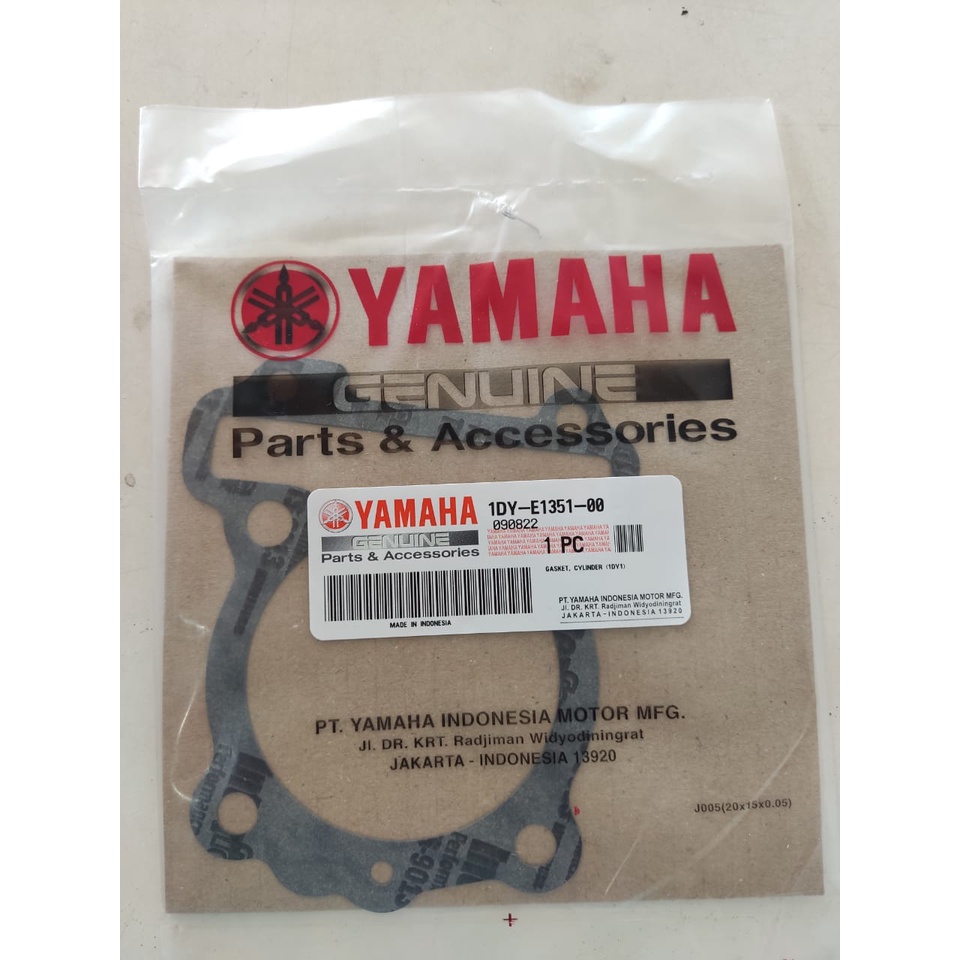 YAMAHA
GENUINE
Parts & Accessories
YAMAHA 1DY-E1351-00
090822
GENUINE
Parts & Accessories
1 PC
GASKET, CYLINDER (1DY1)
PT. YAMAHA INDONESIA MOTOR MFG.
Jl. DR. KRT. Radjiman Widyodiningrat
JAKARTA - INDONESIA 13920
MADE IN INDONESIA
PT. YAMAHA INDONESIA MOTOR MFG.
Jl. DR. KRT. Radjiman Widyodiningrat
JAKARTA - INDONESIA 13920
J005(20x15x0.05)